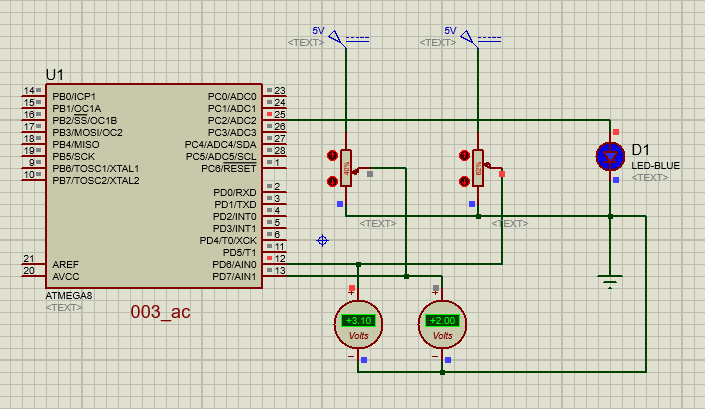 5V
<TEXT>
5V
<TEXT>
U1
14 PB0/ICP1 PC0/ADC0 23
15 PB1/OC1A PC1/ADC1 24
16 PB2/SS/OC1B PC2/ADC2 25
17 PB3/MOSI/OC2 PC3/ADC3 26
18 PB4/MISO PC4/ADC4/SDA 27
19 PB5/SCK PC5/ADC5/SCL 28
9 PB6/TOSC1/XTAL1 PC6/RESET 1
10 PB7/TOSC2/XTAL2
PD0/RXD 2
PD1/TXD 3
PD2/INT0 4
PD3/INT1 5
PD4/T0/XCK 6
PD5/T1 11
21 AREF PD6/AIN0 12
20 AVCC PD7/AIN1 13
ATMEGA8
<TEXT>
003_ac
40%
<TEXT>
62%
<TEXT>
D1
LED-BLUE
<TEXT>
+3.10
Volts
+2.00
Volts